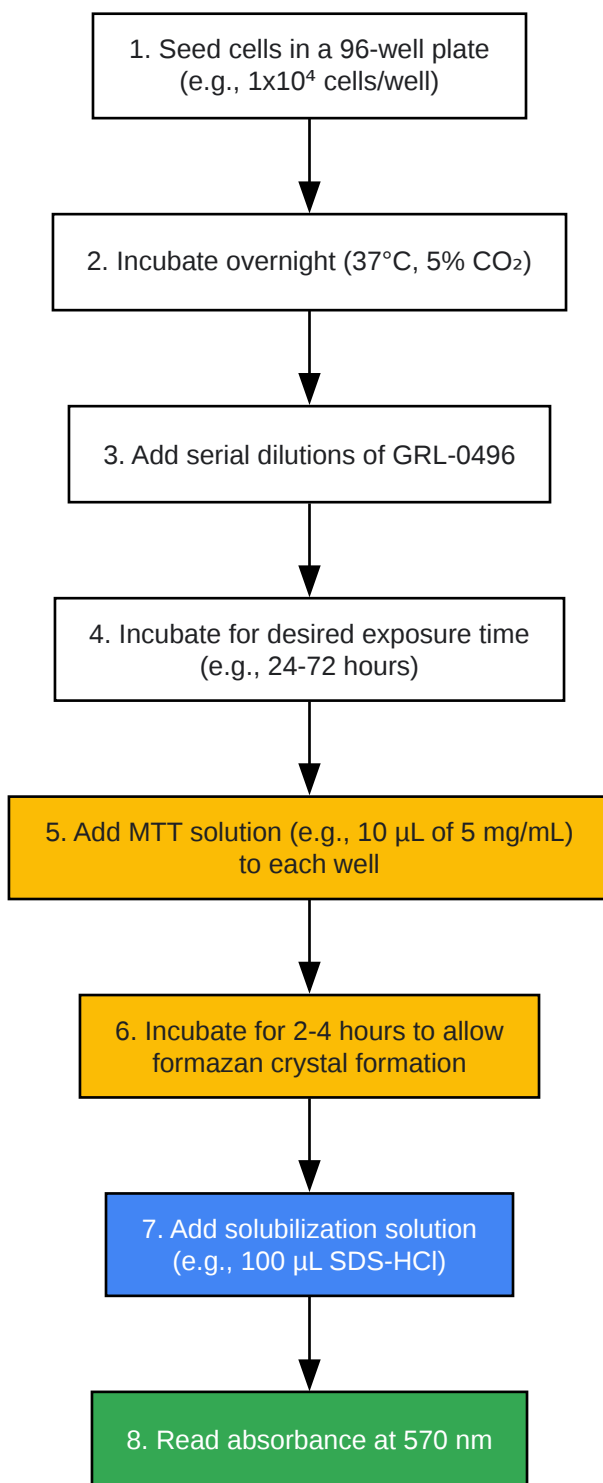 1. Seed cells in a 96-well plate
(e.g., 1x10⁴ cells/well)
2. Incubate overnight (37°C, 5% CO₂)
3. Add serial dilutions of GRL-0496
4. Incubate for desired exposure time
(e.g., 24-72 hours)
5. Add MTT solution (e.g., 10 µL of 5 mg/mL)
to each well
6. Incubate for 2-4 hours to allow
formazan crystal formation
7. Add solubilization solution
(e.g., 100 µL SDS-HCl)
8. Read absorbance at 570 nm